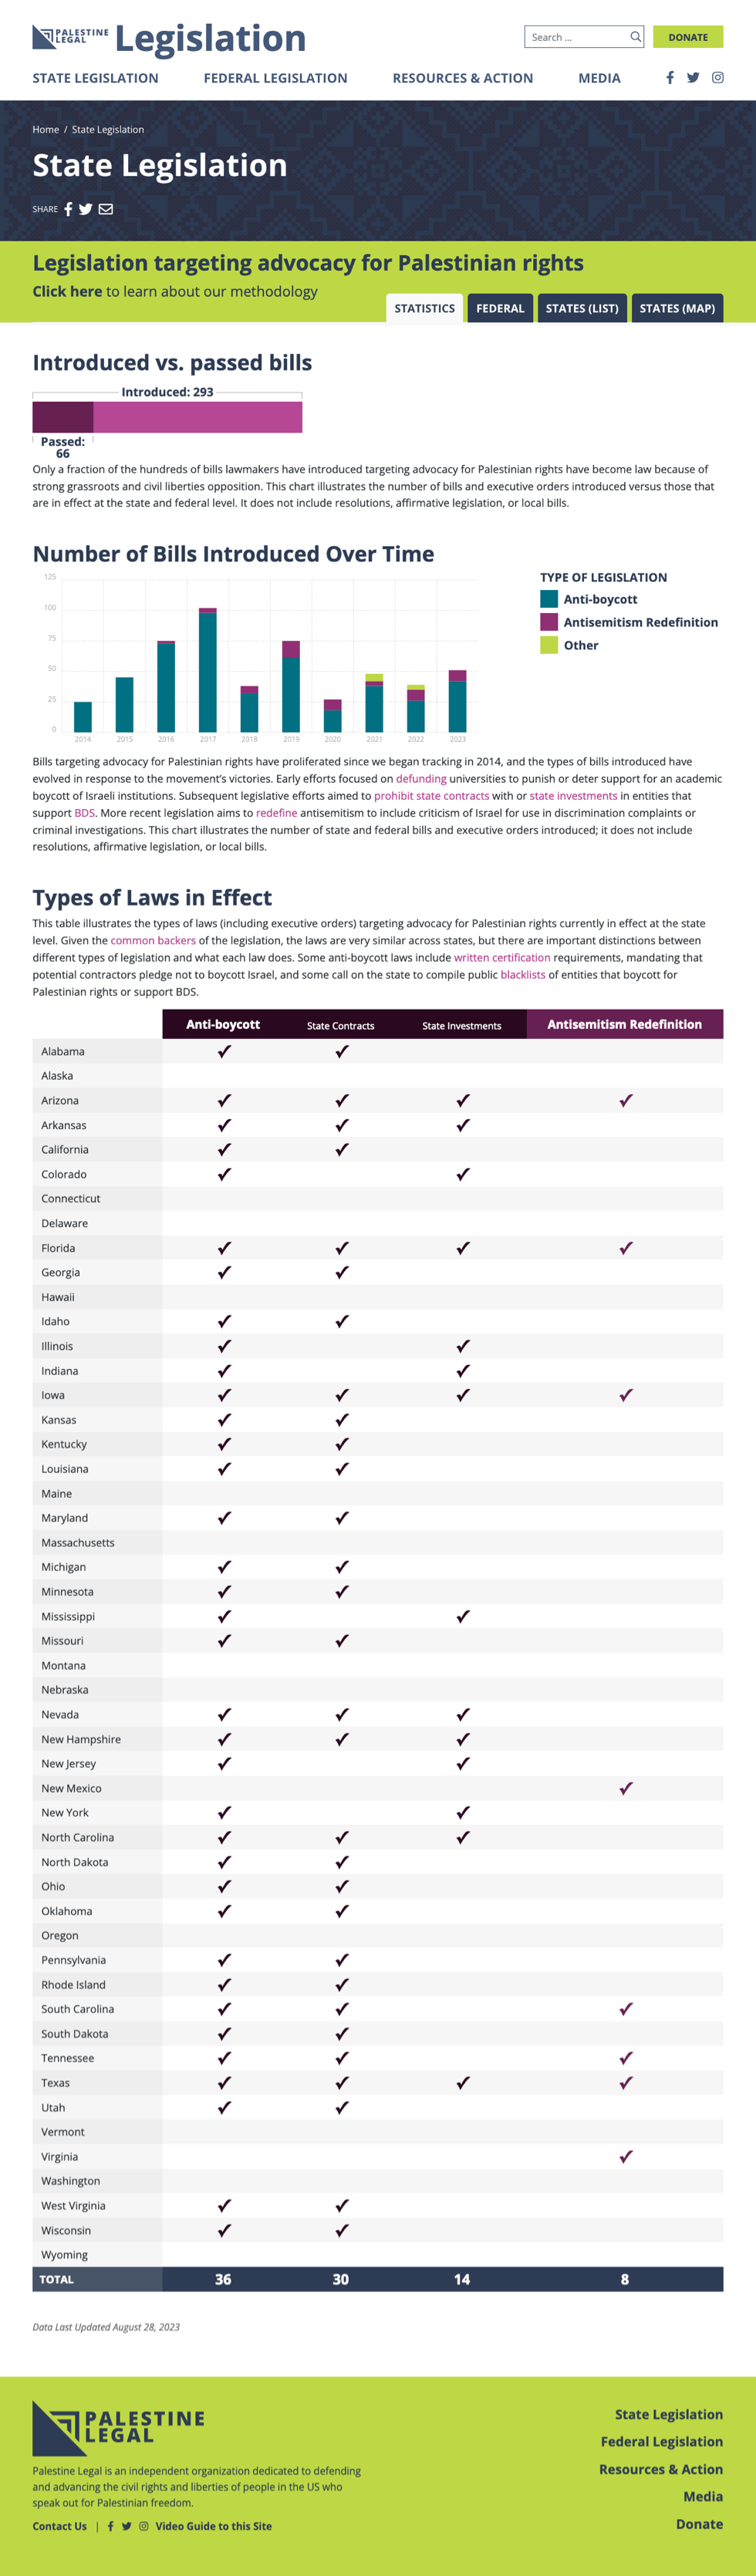 PALESTINE
LEGAL
Legislation
Search ...
DONATE
STATE LEGISLATION
FEDERAL LEGISLATION
RESOURCES & ACTION
MEDIA
Home / State Legislation
State Legislation
SHARE
Legislation targeting advocacy for Palestinian rights
Click here to learn about our methodology
STATISTICS
FEDERAL
STATES (LIST)
STATES (MAP)
Introduced vs. passed bills
Introduced: 293
Passed:
66
Only a fraction of the hundreds of bills lawmakers have introduced targeting advocacy for Palestinian rights have become law because of
strong grassroots and civil liberties opposition. This chart illustrates the number of bills and executive orders introduced versus those that
are in effect at the state and federal level. It does not include resolutions, affirmative legislation, or local bills.
Number of Bills Introduced Over Time
125
100
75
50
25
0
2014 2015 2016 2017 2018 2019 2020 2021 2022 2023
TYPE OF LEGISLATION
Anti-boycott
Antisemitism Redefinition
Other
Bills targeting advocacy for Palestinian rights have proliferated since we began tracking in 2014, and the types of bills introduced have
evolved in response to the movement's victories. Early efforts focused on defunding universities to punish or deter support for an academic
boycott of Israeli institutions. Subsequent legislative efforts aimed to prohibit state contracts with or state investments in entities that
support BDS. More recent legislation aims to redefine antisemitism to include criticism of Israel for use in discrimination complaints or
criminal investigations. This chart illustrates the number of state and federal bills and executive orders introduced; it does not include
resolutions, affirmative legislation, or local bills.
Types of Laws in Effect
This table illustrates the types of laws (including executive orders) targeting advocacy for Palestinian rights currently in effect at the state
level. Given the common backers of the legislation, the laws are very similar across states, but there are important distinctions between
different types of legislation and what each law does. Some anti-boycott laws include written certification requirements, mandating that
potential contractors pledge not to boycott Israel, and some call on the state to compile public blacklists of entities that boycott for
Palestinian rights or support BDS.
Anti-boycott State Contracts State Investments Antisemitism Redefinition
Alabama ✓ ✓
Alaska
Arizona ✓ ✓ ✓ ✓
Arkansas ✓ ✓ ✓
California ✓ ✓
Colorado ✓ ✓
Connecticut
Delaware
Florida ✓ ✓ ✓ ✓
Georgia ✓ ✓
Hawaii
Idaho ✓ ✓
Illinois ✓ ✓
Indiana ✓ ✓
Iowa ✓ ✓ ✓ ✓
Kansas ✓ ✓
Kentucky ✓ ✓
Louisiana ✓ ✓
Maine
Maryland ✓ ✓
Massachusetts
Michigan ✓ ✓
Minnesota ✓ ✓
Mississippi ✓ ✓
Missouri ✓ ✓
Montana
Nebraska
Nevada ✓ ✓ ✓
New Hampshire ✓ ✓ ✓
New Jersey ✓ ✓
New Mexico ✓
New York ✓ ✓
North Carolina ✓ ✓ ✓
North Dakota ✓ ✓
Ohio ✓ ✓
Oklahoma ✓ ✓
Oregon
Pennsylvania ✓ ✓
Rhode Island ✓ ✓
South Carolina ✓ ✓ ✓
South Dakota ✓ ✓
Tennessee ✓ ✓ ✓
Texas ✓ ✓ ✓ ✓
Utah ✓ ✓
Vermont
Virginia ✓
Washington
West Virginia ✓ ✓
Wisconsin ✓ ✓
Wyoming
TOTAL 36 30 14 8
Data Last Updated August 28, 2023
PALESTINE
LEGAL
Palestine Legal is an independent organization dedicated to defending
and advancing the civil rights and liberties of people in the US who
speak out for Palestinian freedom.
Contact Us | Video Guide to this Site
State Legislation
Federal Legislation
Resources & Action
Media
Donate